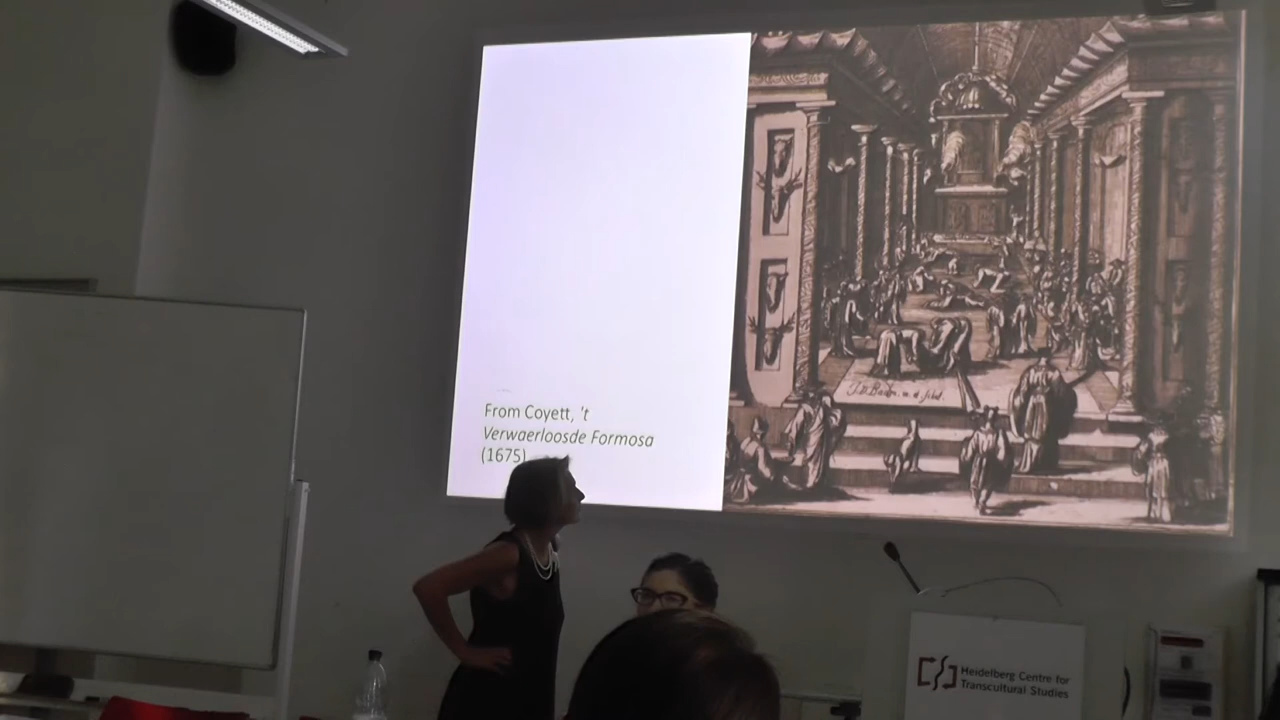 From Coyett, 't
Verwaerloosde Formosa
(1675)
Heidelberg Centre for
Transcultural Studies